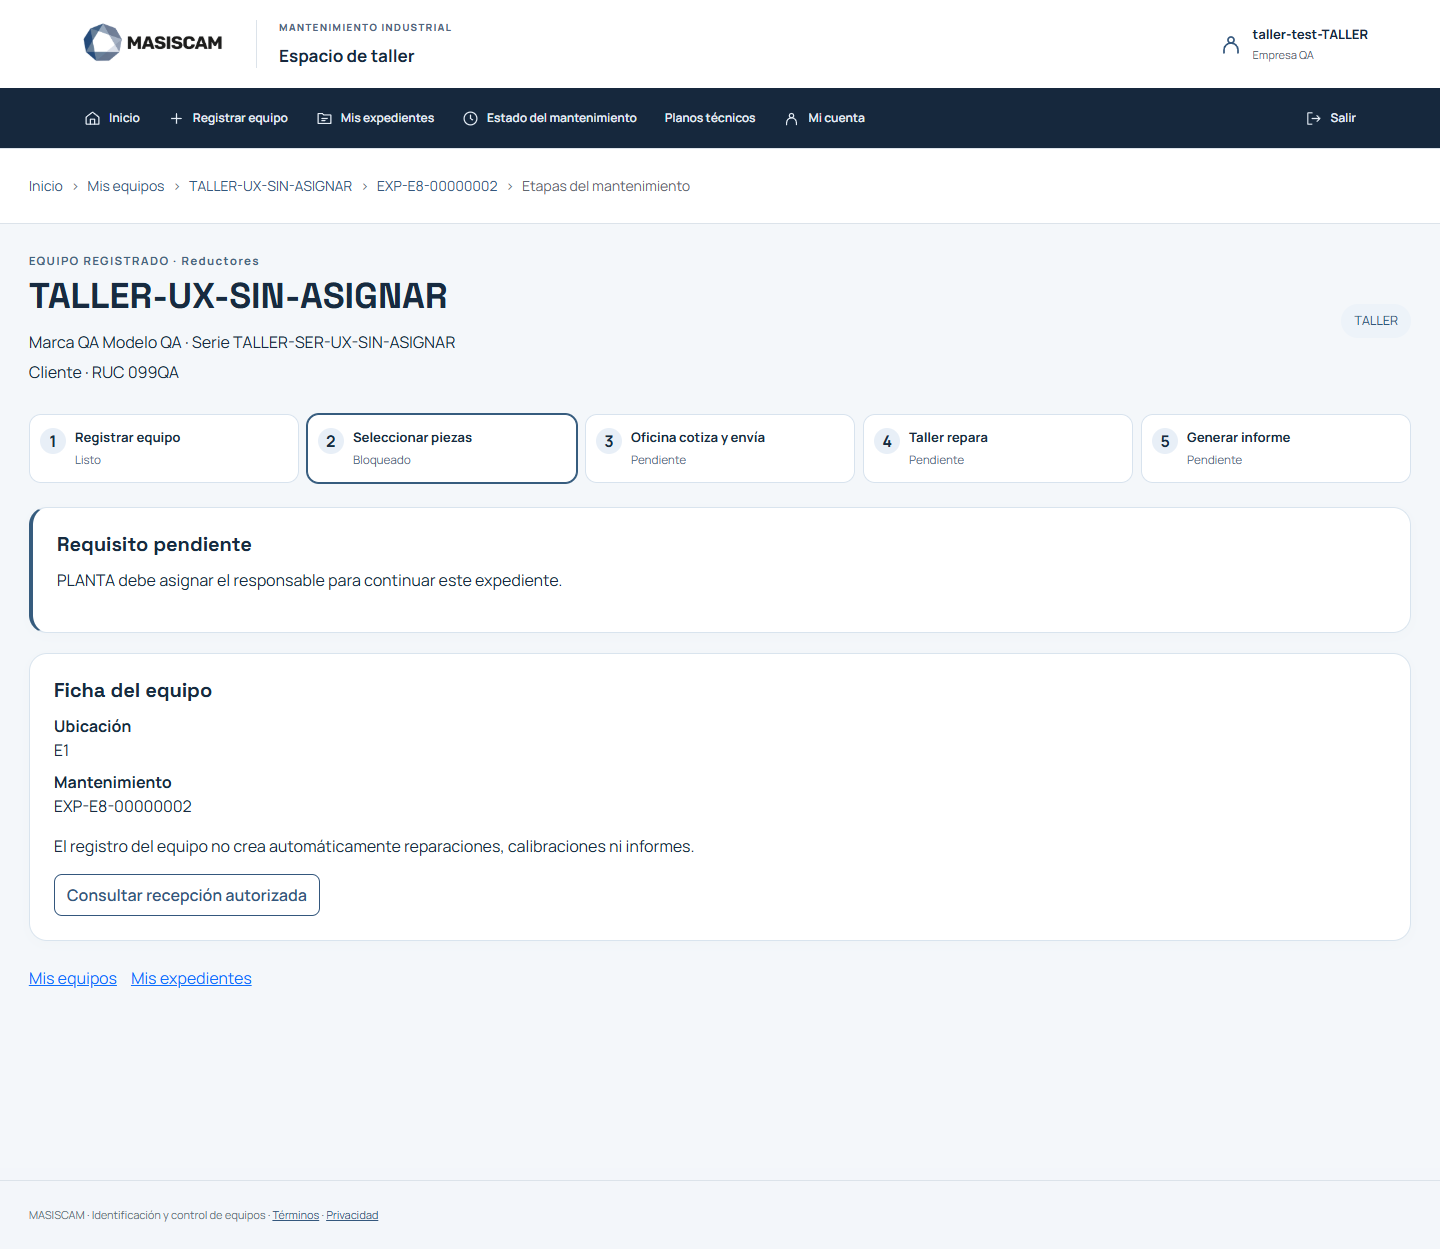 MASISCAM
MANTENIMIENTO INDUSTRIAL
Espacio de taller
taller-test-TALLER
Empresa QA
Inicio
Registrar equipo
Mis expedientes
Estado del mantenimiento
Planos técnicos
Mi cuenta
Salir
Inicio › Mis equipos › TALLER-UX-SIN-ASIGNAR › EXP-E8-00000002 › Etapas del mantenimiento
EQUIPO REGISTRADO · Reductores
TALLER-UX-SIN-ASIGNAR
Marca QA Modelo QA · Serie TALLER-SER-UX-SIN-ASIGNAR
Cliente · RUC 099QA
TALLER
1 Registrar equipo
Listo
2 Seleccionar piezas
Bloqueado
3 Oficina cotiza y envía
Pendiente
4 Taller repara
Pendiente
5 Generar informe
Pendiente
Requisito pendiente
PLANTA debe asignar el responsable para continuar este expediente.
Ficha del equipo
Ubicación
E1
Mantenimiento
EXP-E8-00000002
El registro del equipo no crea automáticamente reparaciones, calibraciones ni informes.
Consultar recepción autorizada
Mis equipos Mis expedientes
MASISCAM · Identificación y control de equipos · Términos · Privacidad